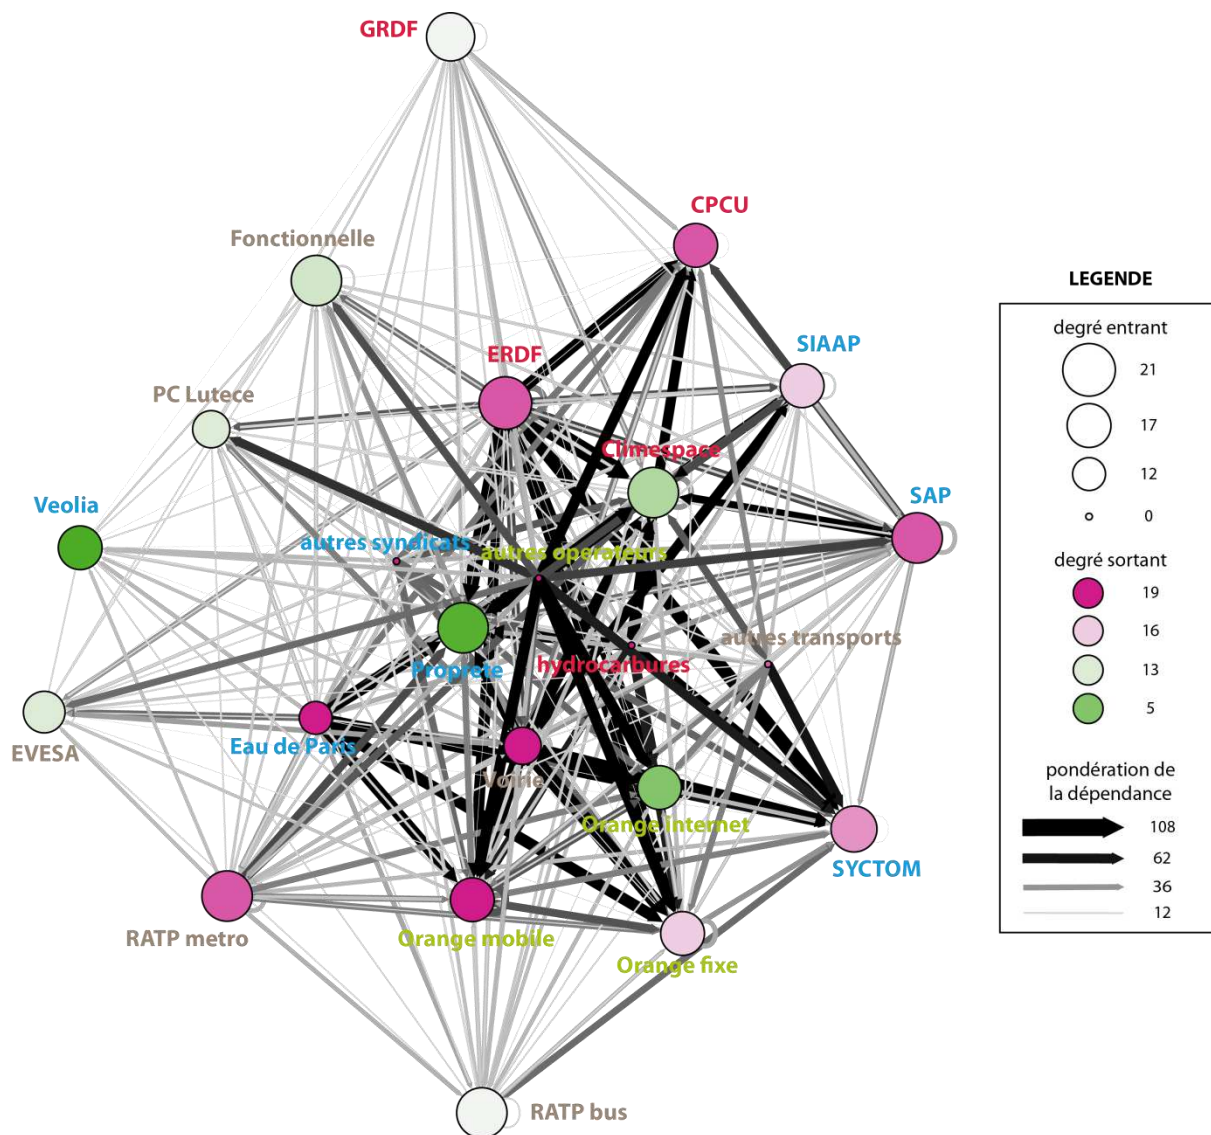 GRDF
CPCU
Fonctionnelle
LEGENDE
degré entrant
21
17
12
0
SIAAP
ERDF
PC Lutece
Climespace
Veolia
SAP
autres syndicats
autres operateurs
degré sortant
19
16
13
5
autres transports
hydrocarbures
Proprete
Eau de Paris
EVESA
Voirie
Orange internet
pondération de
la dépendance
108
62
36
12
SYCTOM
RATP metro
Orange mobile
Orange fixe
RATP bus